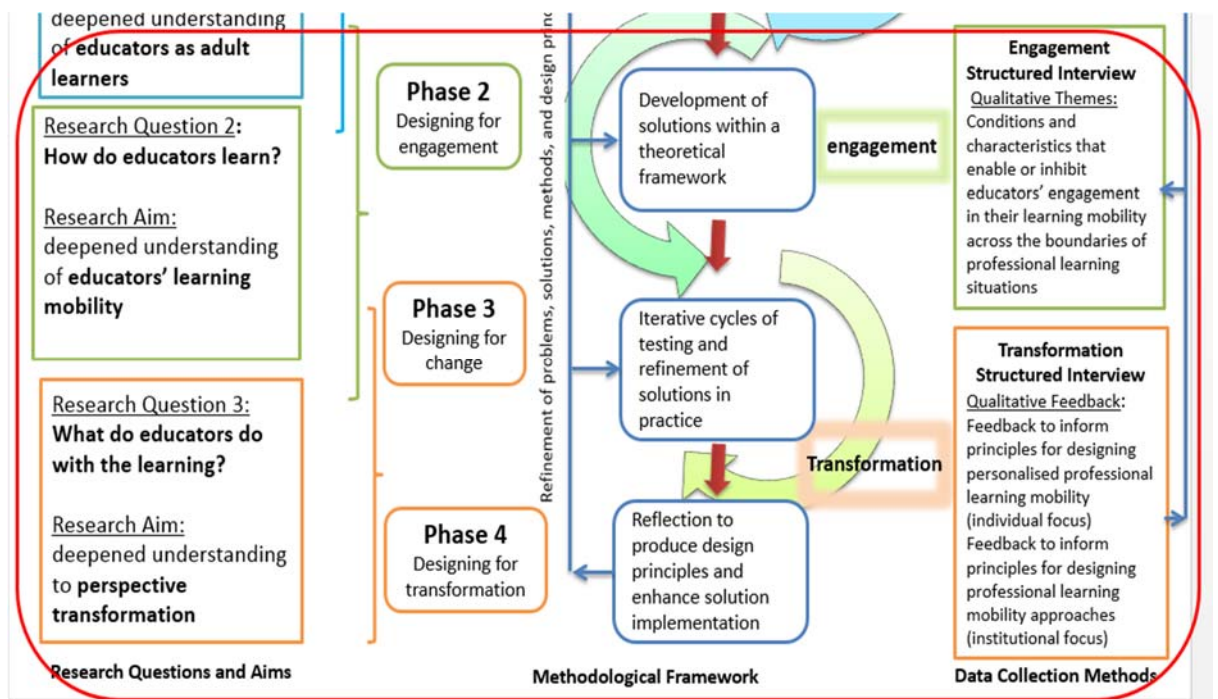 deepened understanding
of educators as adult
learners
Research Question 2:
How do educators learn?
Research Aim:
deepened understanding
of educators’ learning
mobility
Research Question 3:
What do educators do
with the learning?
Research Aim:
deepened understanding
to perspective
transformation
Research Questions and Aims
Phase 2
Designing for
engagement
Phase 3
Designing for
change
Phase 4
Designing for
transformation
Refinement of problems, solutions, methods, and design
Development of
solutions within a
theoretical
framework
Iterative cycles of
testing and
refinement of
solutions in
practice
Reflection to
produce design
principles and
enhance solution
implementation
Methodological Framework
engagement
Transformation
Engagement
Structured Interview
Qualitative Themes:
Conditions and
characteristics that
enable or inhibit
educators’ engagement
in their learning mobility
across the boundaries of
professional learning
situations
Transformation
Structured Interview
Qualitative Feedback:
Feedback to inform
principles for designing
personalised professional
learning mobility
(individual focus)
Feedback to inform
principles for designing
professional learning
mobility approaches
(institutional focus)
Data Collection Methods